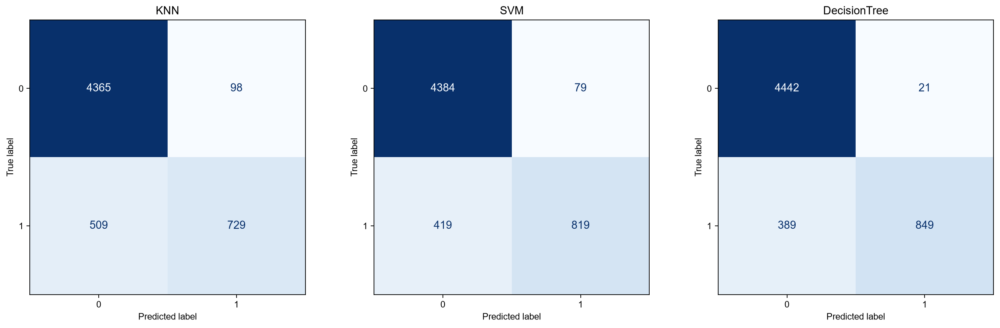 KNN
4365 98
509 729
0
1
0 1
True label
Predicted label
SVM
4384 79
419 819
0
1
0 1
True label
Predicted label
DecisionTree
4442 21
389 849
0
1
0 1
True label
Predicted label